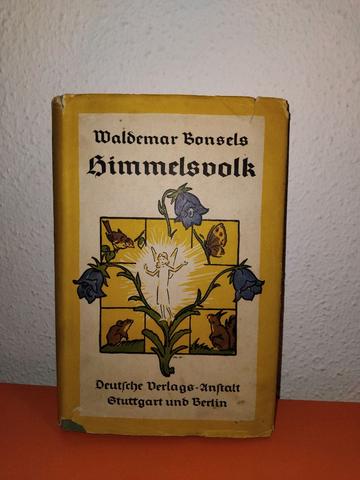 Waldemar Bonsels
Himmelsvolk
Deutsche Verlags-Anstalt
Stuttgart und Berlin